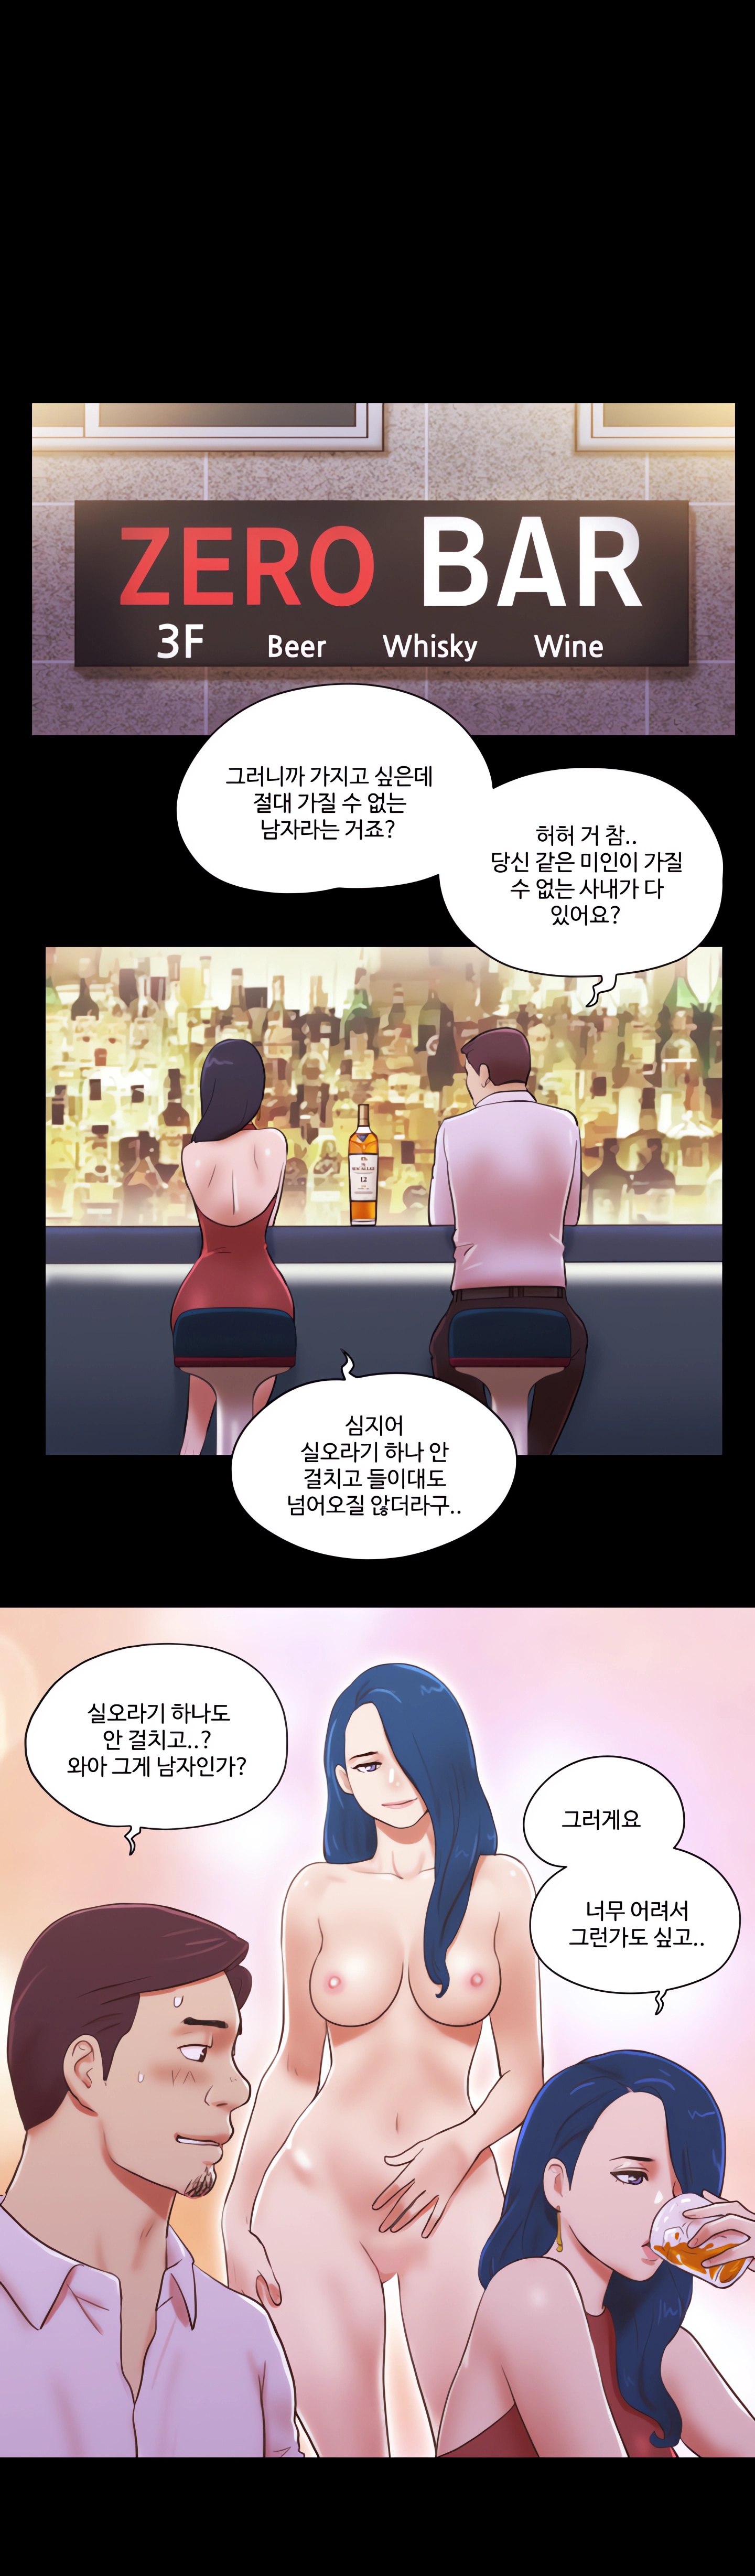 ZERO BAR
3F Beer Whisky Wine
그러니까 가지고 싶은데
절대 가질 수 없는
남자라는 거죠?
허허 거 참..
당신 같은 미인이 가질
수 없는 사내가 다
있어요?
MACALLAN
12
심지어
실오라기 하나 안
걸치고 들이대도
넘어오질 않더라구..
실오라기 하나도
안 걸치고..?
와아 그게 남자인가?
그러게요
너무 어려서
그런가도 싶고..